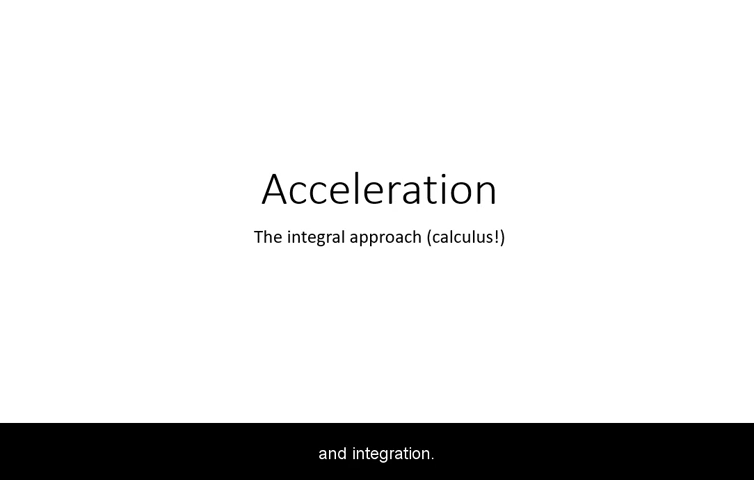 Acceleration
The integral approach (calculus!)
and integration.